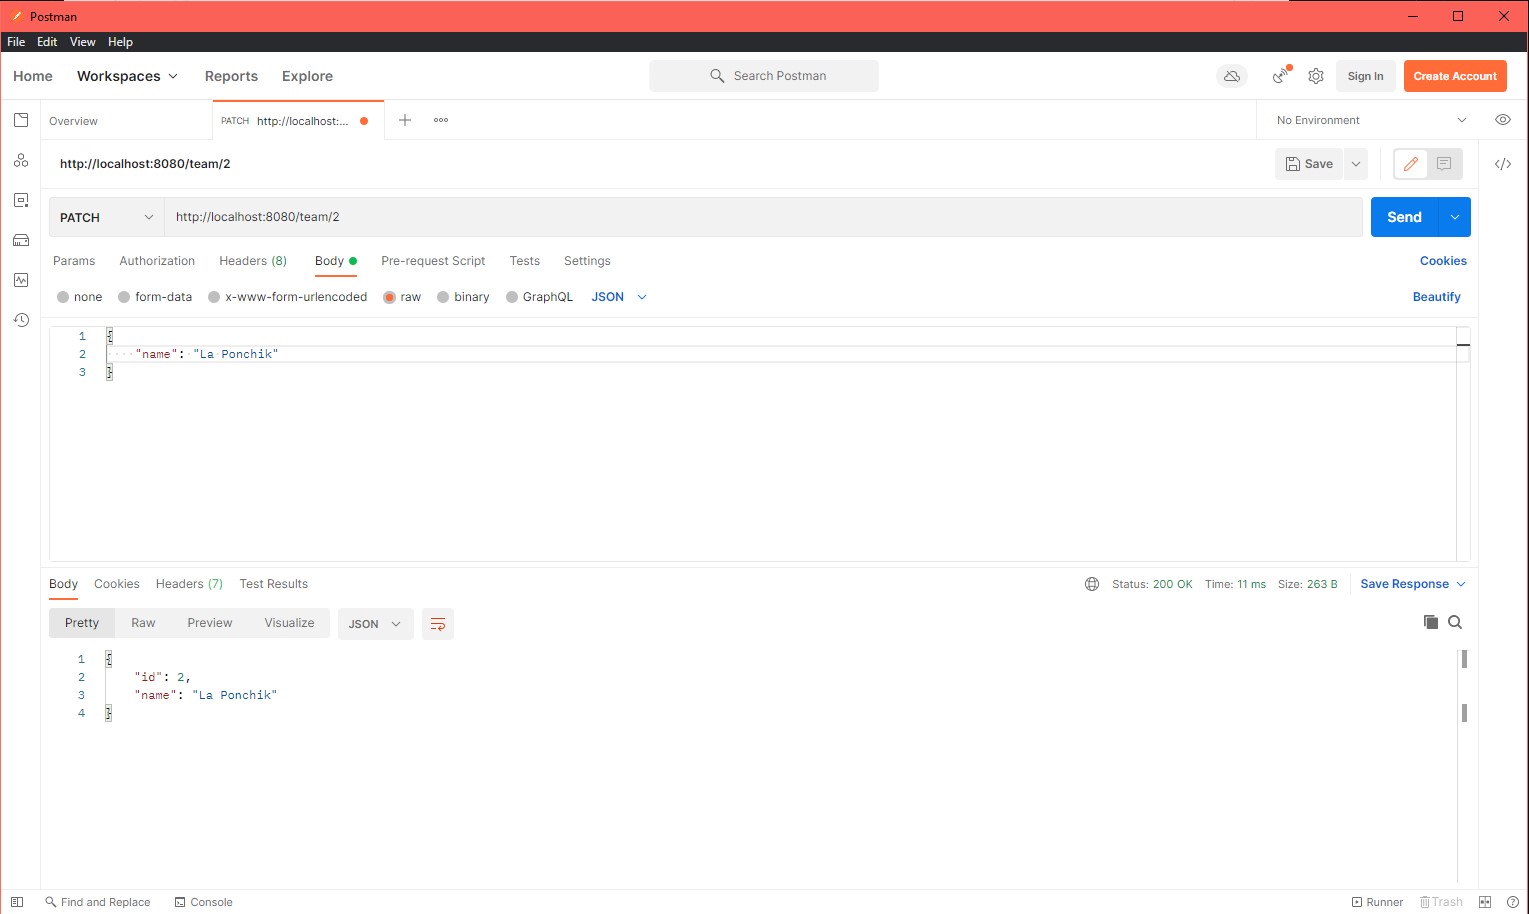 Postman
File Edit View Help
Home Workspaces Reports Explore Search Postman Sign In Create Account
Overview PATCH http://localhost:... No Environment
http://localhost:8080/team/2 Save
PATCH http://localhost:8080/team/2 Send
Params Authorization Headers (8) Body Pre-request Script Tests Settings Cookies
none form-data x-www-form-urlencoded raw binary GraphQL JSON Beautify
1 {
2 "name": "La Ponchik"
3 }
Body Cookies Headers (7) Test Results Status: 200 OK Time: 11 ms Size: 263 B Save Response
Pretty Raw Preview Visualize JSON
1 {
2 "id": 2,
3 "name": "La Ponchik"
4 }
Find and Replace Console Runner Trash